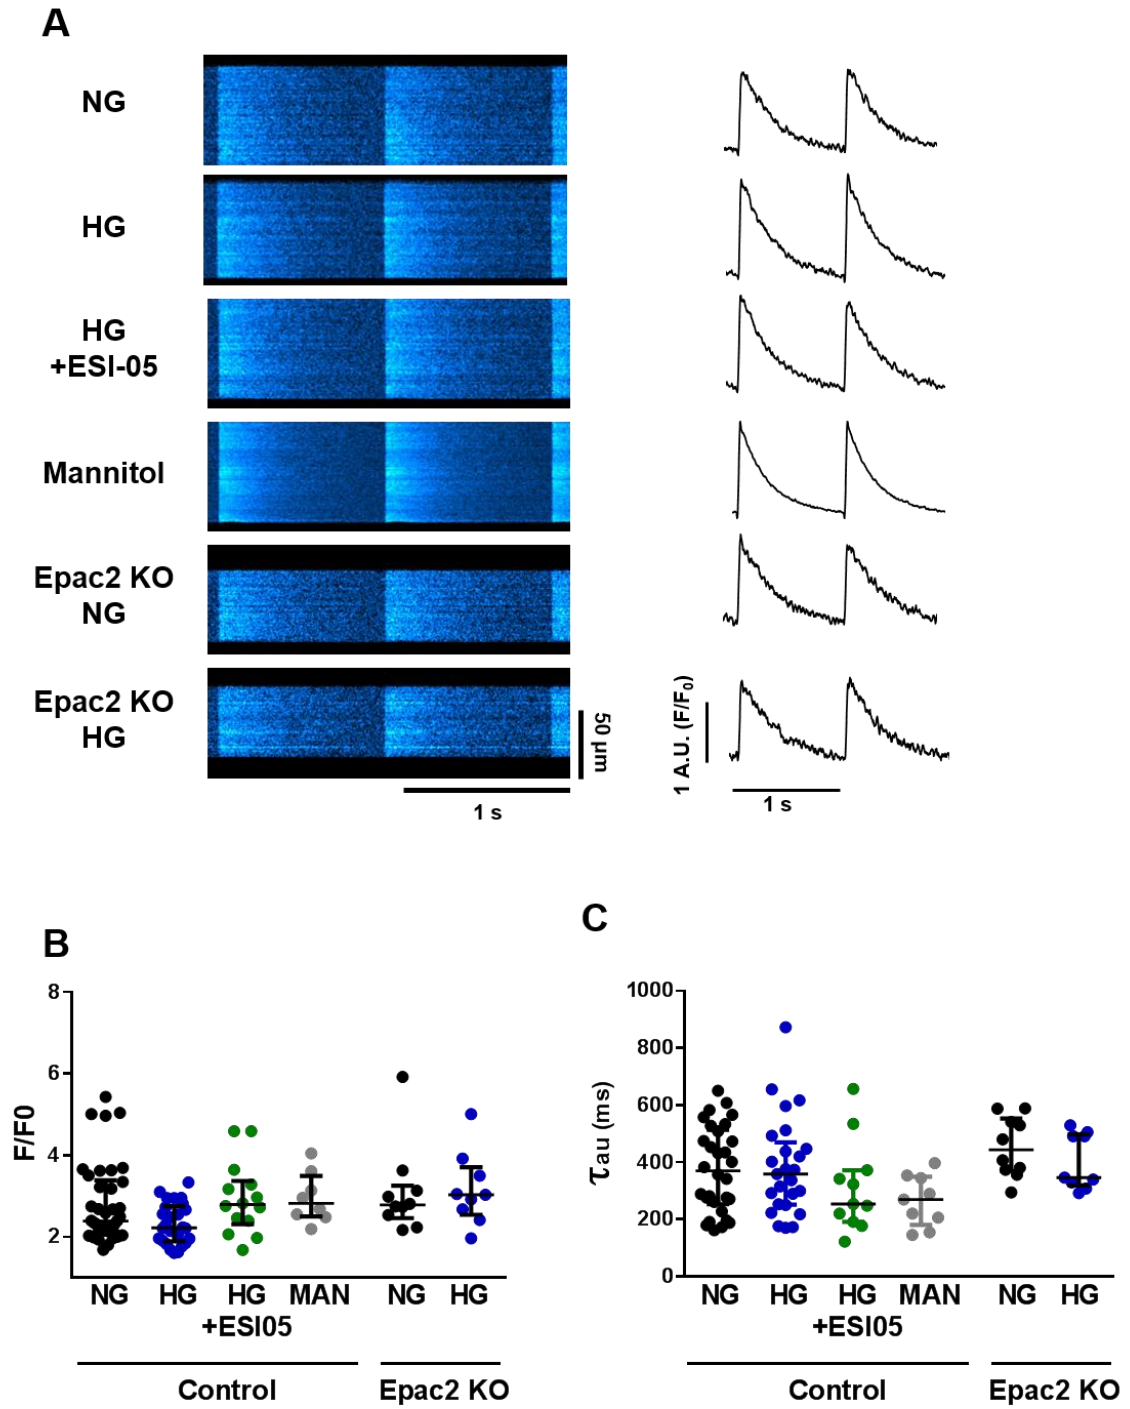 A
NG
HG
HG
+ESI-05
Mannitol
Epac2 KO
NG
Epac2 KO
HG
50 µm
1 s
1 A.U. (F/F0)
1 s
B
F/F0
8
6
4
2
NG HG HG MAN NG HG
+ESI05
Control Epac2 KO
C
τau (ms)
1000
800
600
400
200
0
NG HG HG MAN NG HG
+ESI05
Control Epac2 KO